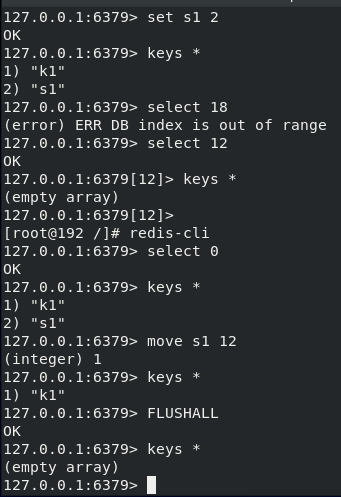 127.0.0.1:6379> set s1 2
OK
127.0.0.1:6379> keys *
1) "k1"
2) "s1"
127.0.0.1:6379> select 18
(error) ERR DB index is out of range
127.0.0.1:6379> select 12
OK
127.0.0.1:6379[12]> keys *
(empty array)
127.0.0.1:6379[12]>
[root@192 /]# redis-cli
127.0.0.1:6379> select 0
OK
127.0.0.1:6379> keys *
1) "k1"
2) "s1"
127.0.0.1:6379> move s1 12
(integer) 1
127.0.0.1:6379> keys *
1) "k1"
127.0.0.1:6379> FLUSHALL
OK
127.0.0.1:6379> keys *
(empty array)
127.0.0.1:6379>